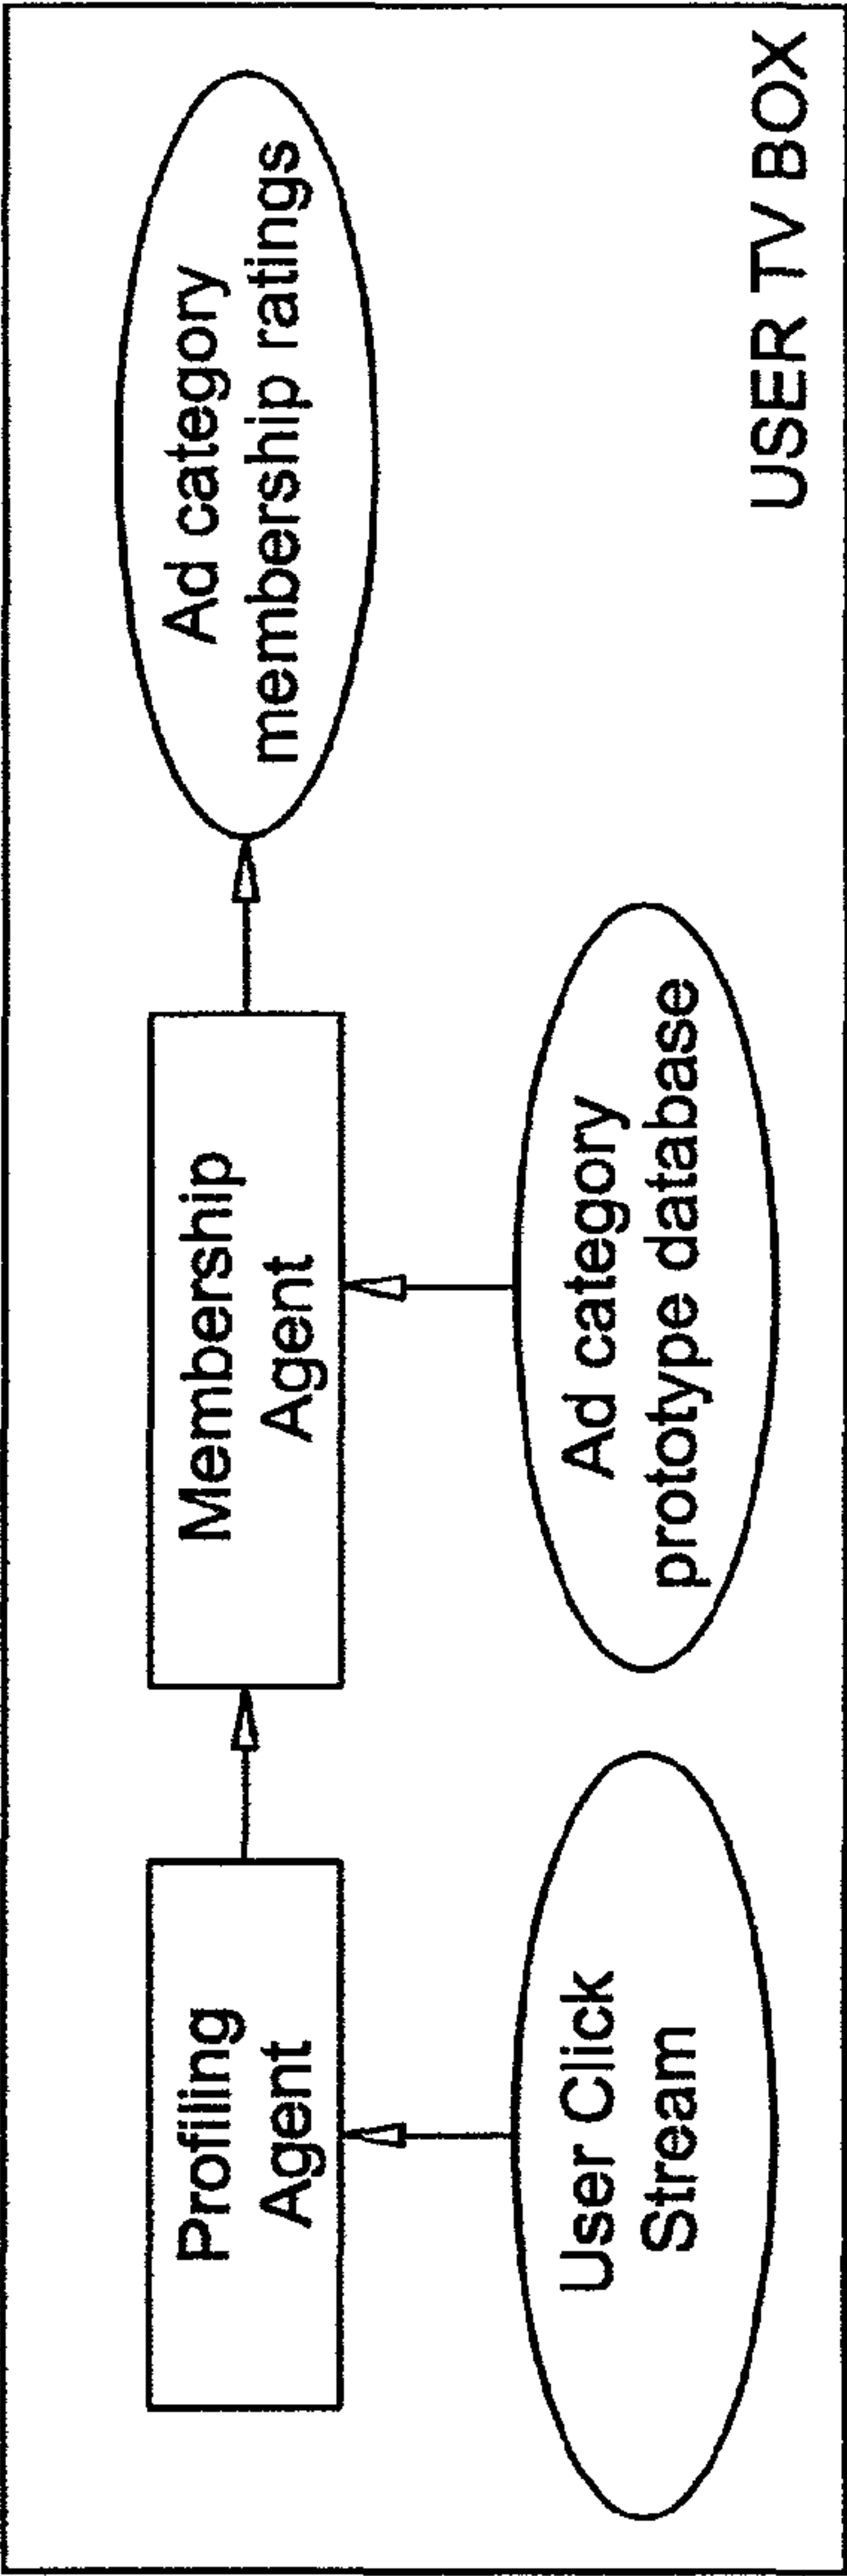 Profiling
Agent
Membership
Agent
Ad category
membership ratings
User Click
Stream
Ad category
prototype database
USER TV BOX